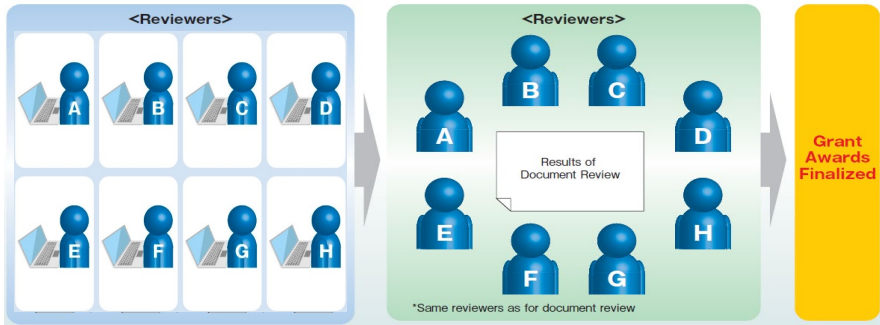 <Reviewers>
A
B
C
D
E
F
G
H
<Reviewers>
B
C
A
D
Results of
Document Review
E
H
F
G
*Same reviewers as for document review
Grant
Awards
Finalized